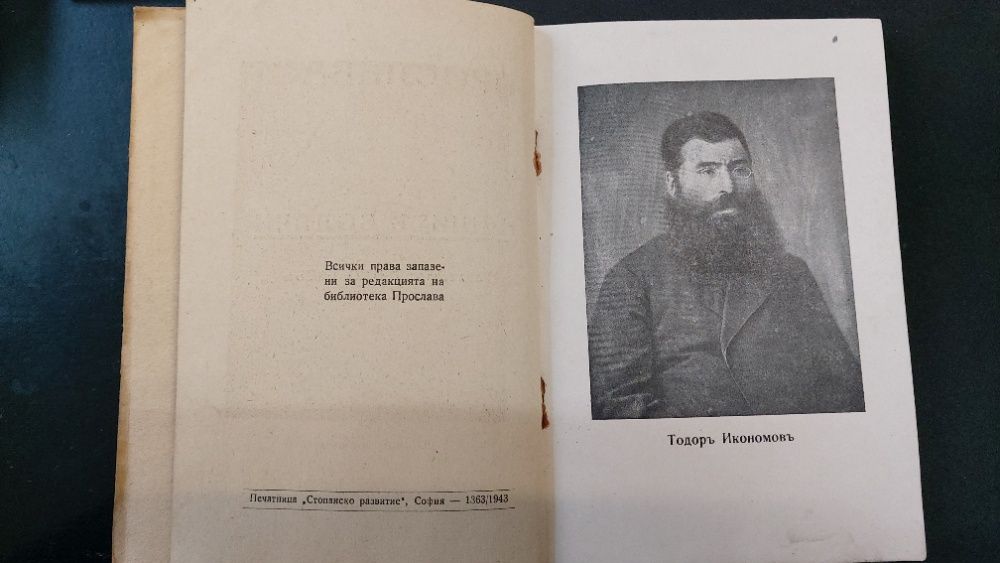 Всички права запазе-
ни за редакцията на
библиотека Прослава
Печатница „Стопанско развитие“, София — 1363/1943
Тодоръ Икономовъ